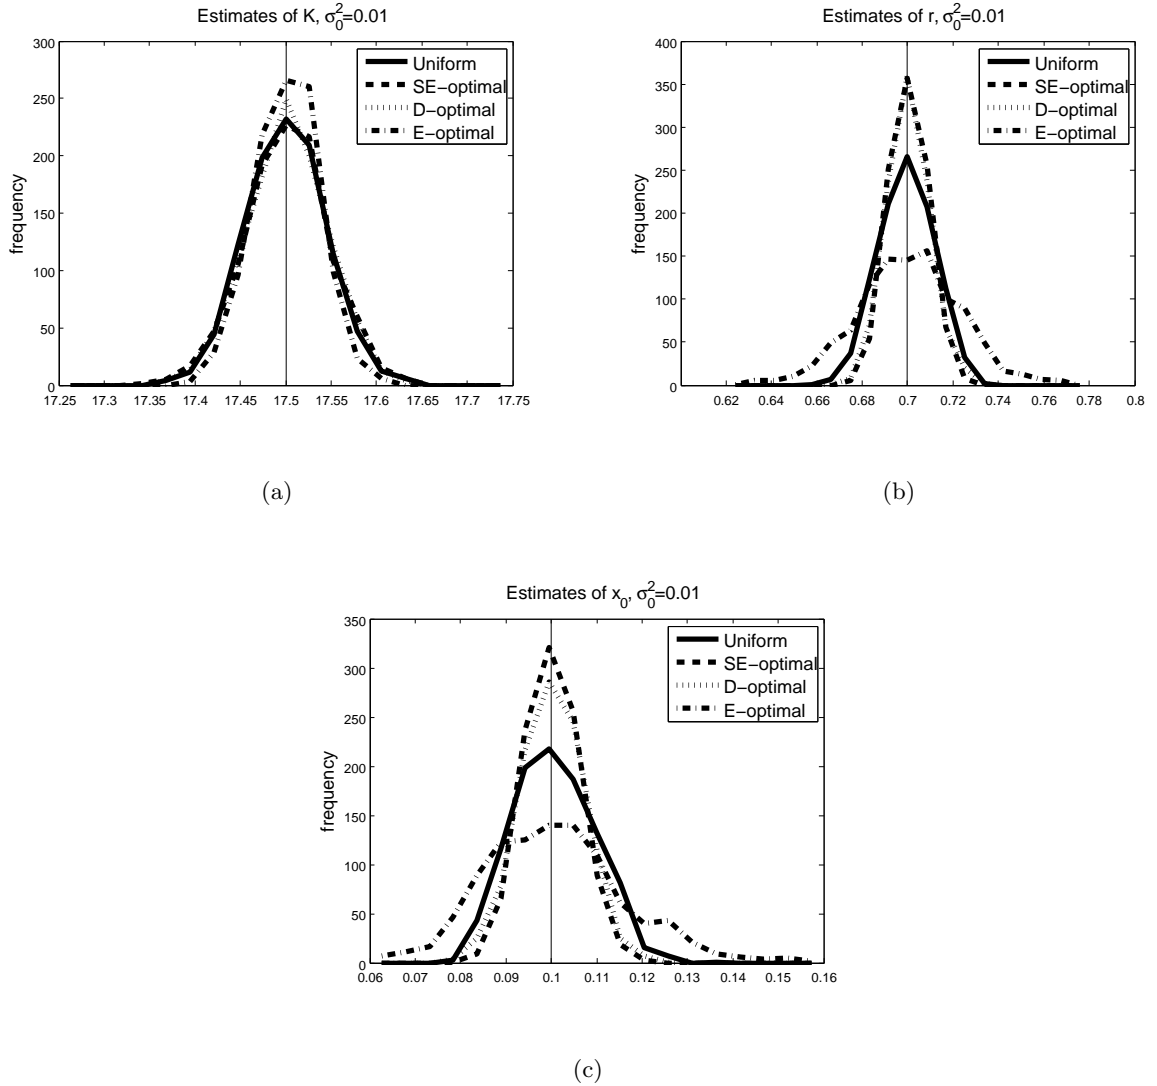 Estimates of K, σ₀²=0.01
300
250
200
150
100
50
0
frequency
17.25 17.3 17.35 17.4 17.45 17.5 17.55 17.6 17.65 17.7 17.75
Uniform
SE−optimal
D−optimal
E−optimal
(a)
Estimates of r, σ₀²=0.01
400
350
300
250
200
150
100
50
0
frequency
0.62 0.64 0.66 0.68 0.7 0.72 0.74 0.76 0.78 0.8
Uniform
SE−optimal
D−optimal
E−optimal
(b)
Estimates of x₀, σ₀²=0.01
350
300
250
200
150
100
50
0
frequency
0.06 0.07 0.08 0.09 0.1 0.11 0.12 0.13 0.14 0.15 0.16
Uniform
SE−optimal
D−optimal
E−optimal
(c)